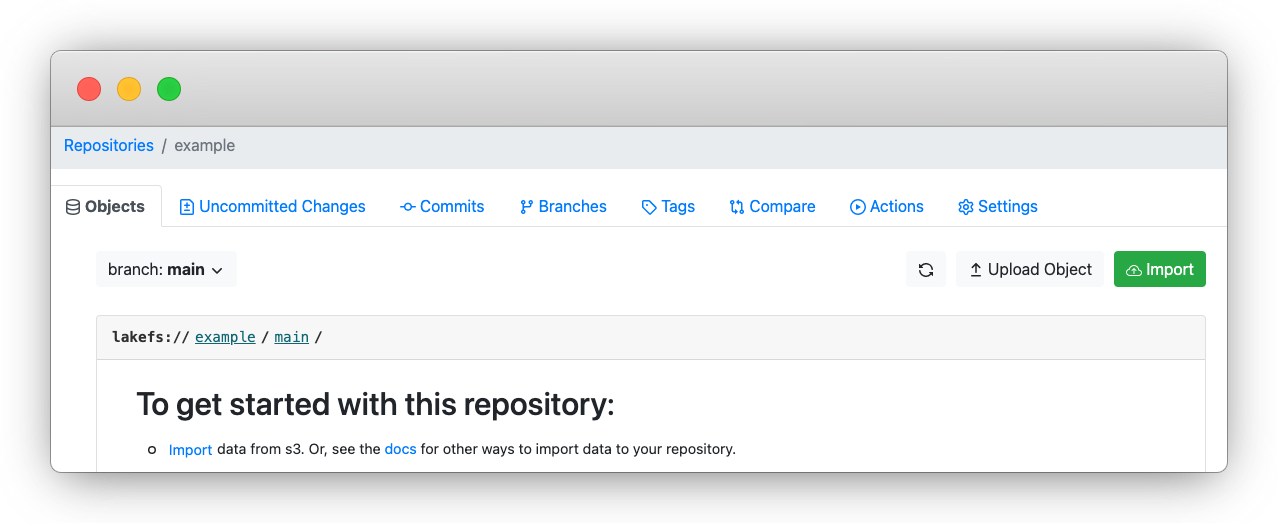 Repositories / example
Objects Uncommitted Changes Commits Branches Tags Compare Actions Settings
branch: main Upload Object Import
lakefs:// example / main /
To get started with this repository:
Import data from s3. Or, see the docs for other ways to import data to your repository.